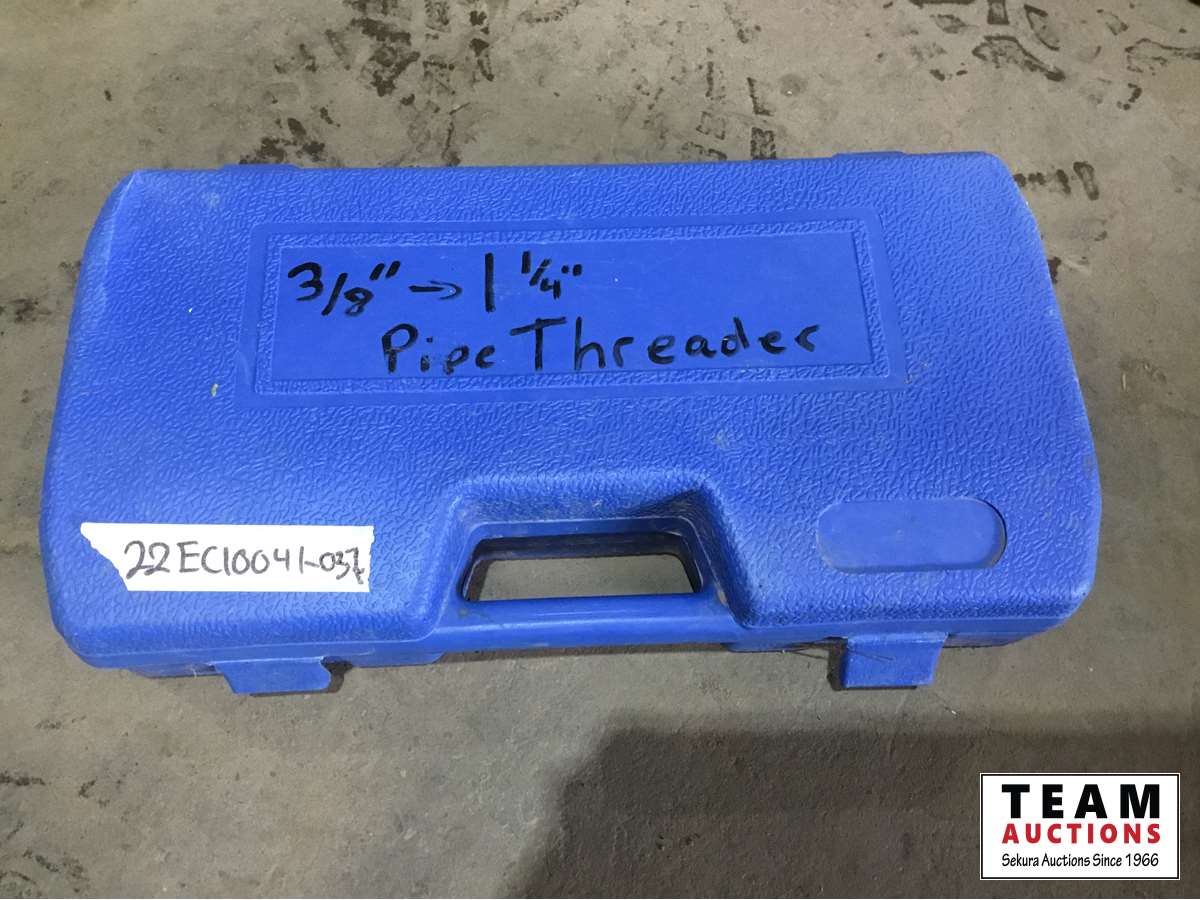 3/8" → 1 1/4"
Pipe Threader
22EC10041-037
TEAM
AUCTIONS
Sekura Auctions Since 1966